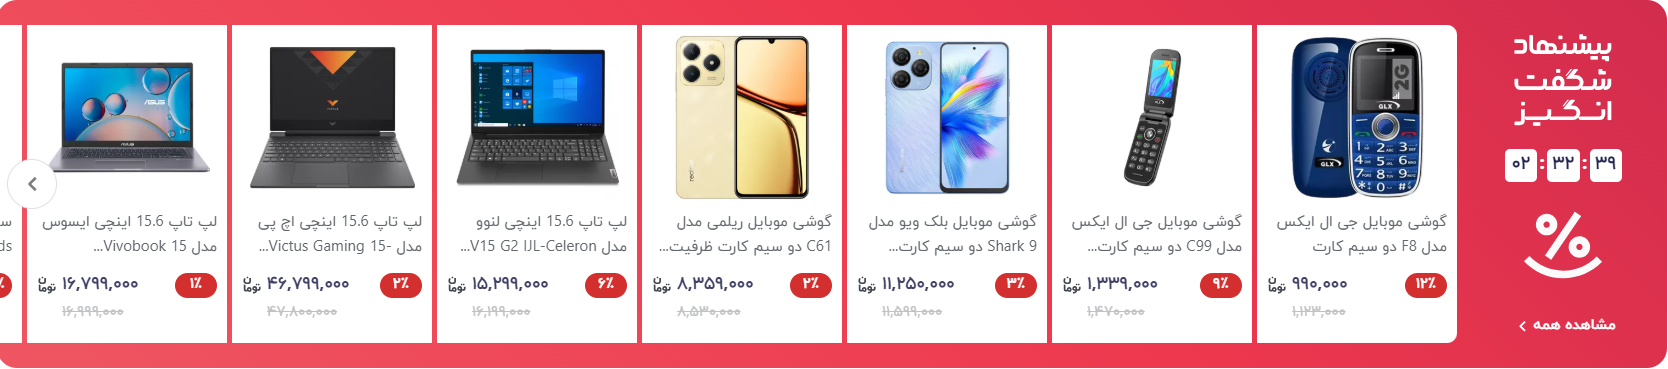 پیشنهاد
شگفت
انگیز
۰۲ : ۳۲ : ۳۹
مشاهده همه
گوشی موبایل جی ال ایکس
مدل F8 دو سیم کارت
۱۲٪
۹۹۰,۰۰۰ تومان
۱,۱۲۳,۰۰۰
گوشی موبایل جی ال ایکس
مدل C99 دو سیم کارت...
۹٪
۱,۳۳۹,۰۰۰ تومان
۱,۴۷۰,۰۰۰
گوشی موبایل بلک ویو مدل
Shark 9 دو سیم کارت...
۳٪
۱۱,۲۵۰,۰۰۰ تومان
۱۱,۵۹۹,۰۰۰
گوشی موبایل ریلمی مدل
C61 دو سیم کارت ظرفیت...
۲٪
۸,۳۵۹,۰۰۰ تومان
۸,۵۳۰,۰۰۰
لپ تاپ 15.6 اینچی لنوو
مدل V15 G2 IJL-Celeron...
۶٪
۱۵,۲۹۹,۰۰۰ تومان
۱۶,۱۹۹,۰۰۰
لپ تاپ 15.6 اینچی اچ پی
مدل Victus Gaming 15-...
۲٪
۴۶,۷۹۹,۰۰۰ تومان
۴۷,۸۰۰,۰۰۰
لپ تاپ 15.6 اینچی ایسوس
مدل Vivobook 15...
۱٪
۱۶,۷۹۹,۰۰۰ تومان
۱۶,۹۹۹,۰۰۰
GLX
2G
GLX
ASUS